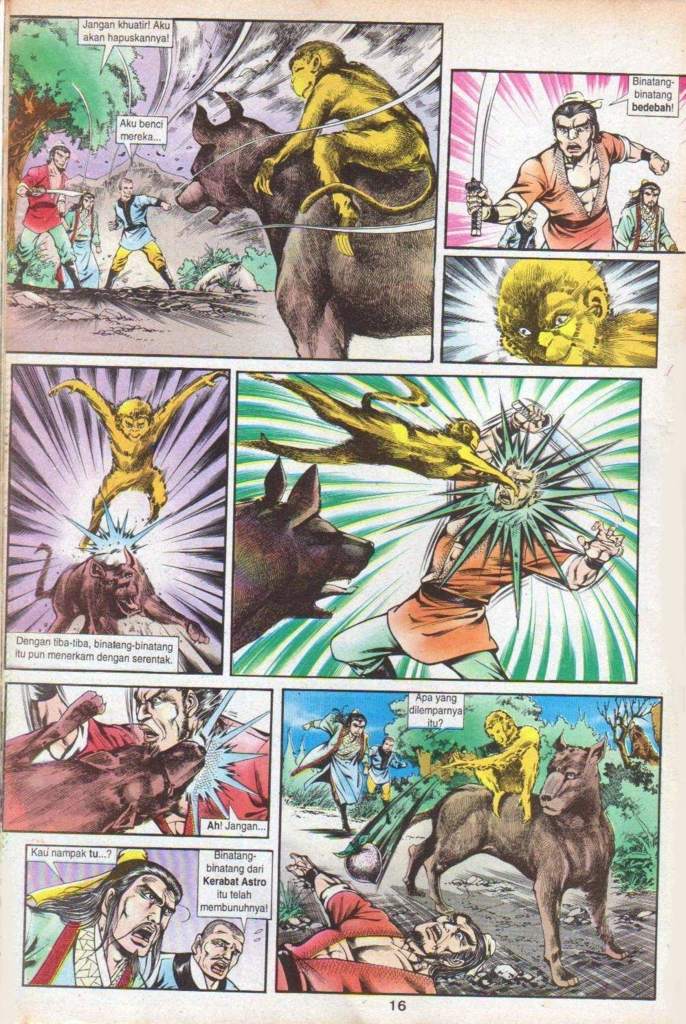 Jangan khuatir! Aku
akan hapuskannya!
Aku benci
mereka...
Binatang-
binatang
bedebah!
Dengan tiba-tiba, binatang-binatang
itu pun menerkam dengan serentak.
Ah! Jangan...
Apa yang
dilemparnya
itu?
Kau nampak tu...?
Binatang-
binatang dari
Kerabat Astro
itu telah
membunuhnya!
16